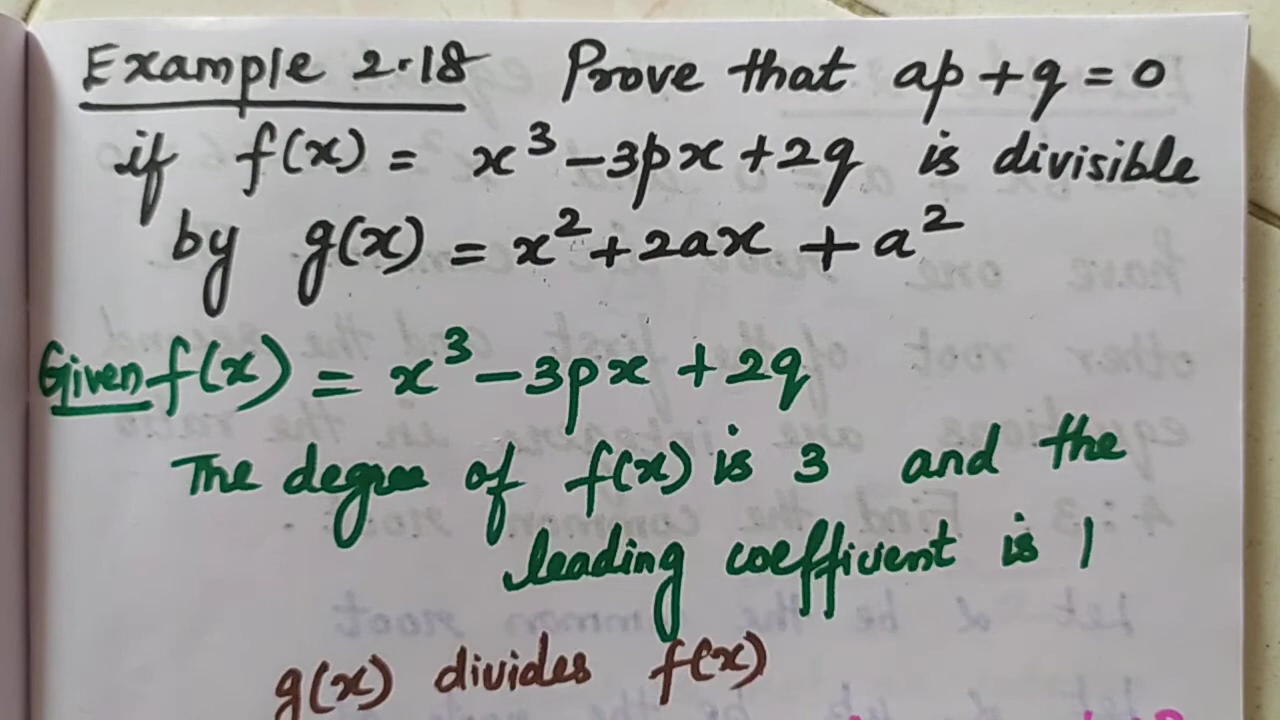 Example 2.18 Prove that ap + q = 0
if f(x) = x³ - 3px + 2q is divisible
by g(x) = x² + 2ax + a²
Given f(x) = x³ - 3px + 2q
The degree of f(x) is 3 and the
leading coefficient is 1
g(x) divides f(x)